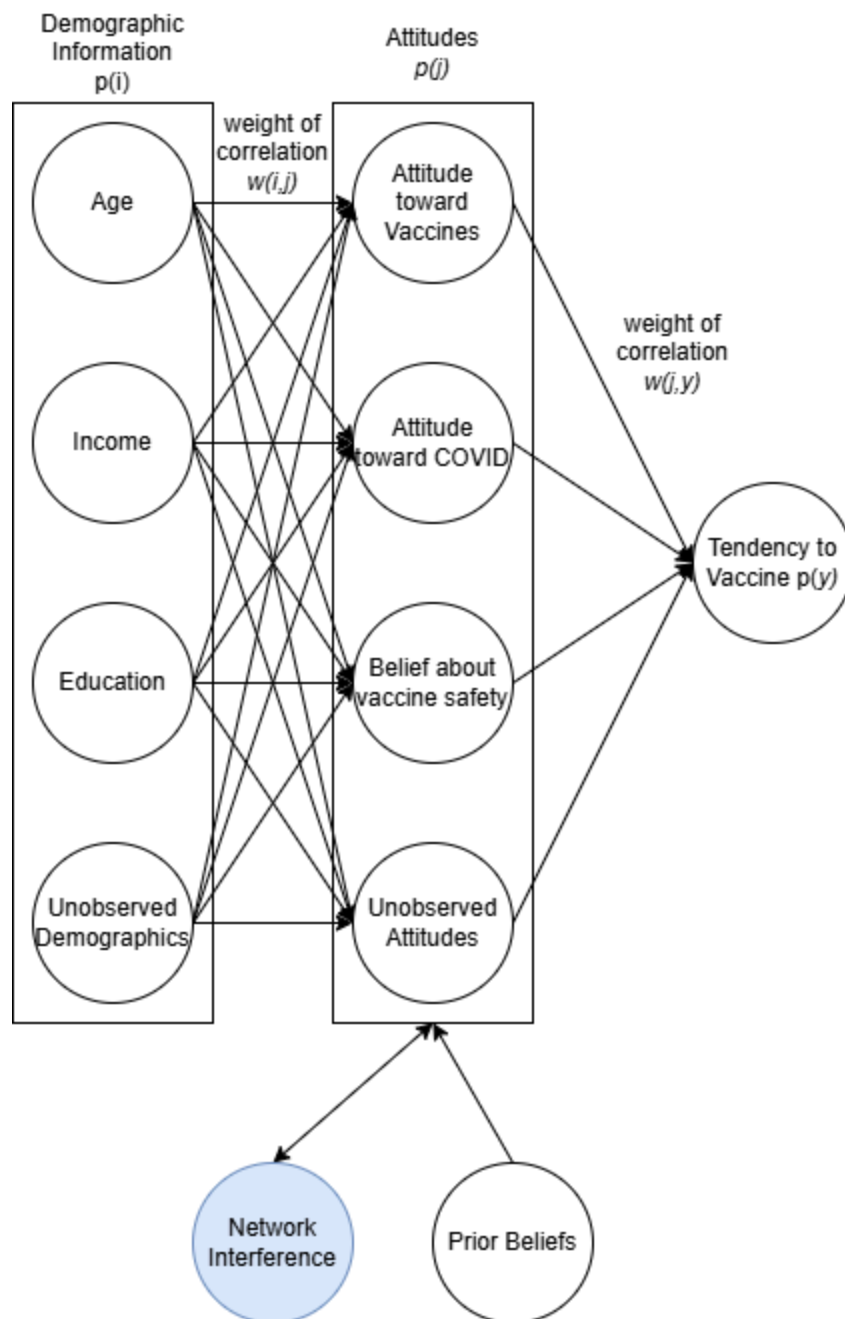 Demographic
Information
p(i)
Attitudes
p(j)
weight of
correlation
w(i,j)
Age
Attitude
toward
Vaccines
weight of
correlation
w(j,y)
Income
Attitude
toward COVID
Tendency to
Vaccine p(y)
Education
Belief about
vaccine safety
Unobserved
Demographics
Unobserved
Attitudes
Network
Interference
Prior Beliefs